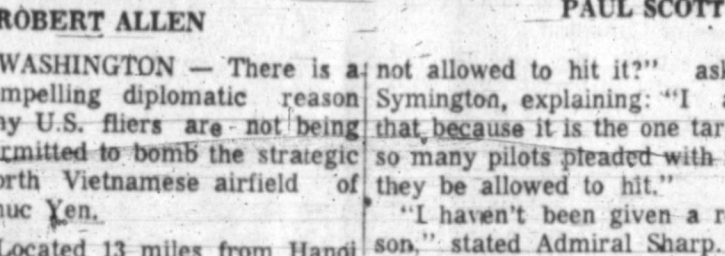 ROBERT ALLEN
WASHINGTON — There is a
mpelling diplomatic reason
hy U.S. fliers are not being
rmitted to bomb the strategic
orth Vietnamese airfield of
huc Yen.
Located 13 miles from Hanoi
PAUL SCOTT
not allowed to hit it?" ask
Symington, explaining: "I
that because it is the one tar
so many pilots pleaded with
they be allowed to hit."
"I haven't been given a r
son," stated Admiral Sharp.